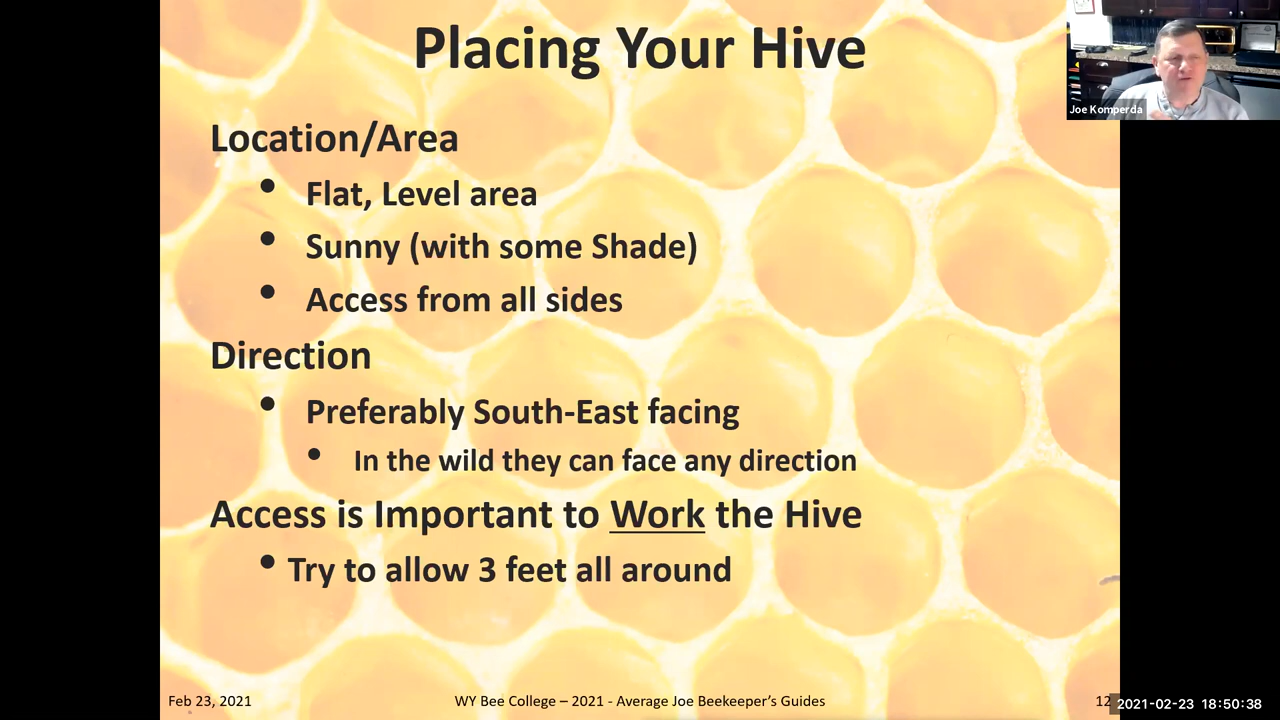 Placing Your Hive
Joe Komperda
Location/Area
• Flat, Level area
• Sunny (with some Shade)
• Access from all sides
Direction
• Preferably South-East facing
• In the wild they can face any direction
Access is Important to Work the Hive
• Try to allow 3 feet all around
Feb 23, 2021
WY Bee College – 2021 - Average Joe Beekeeper's Guides
12
2021-02-23 18:50:38